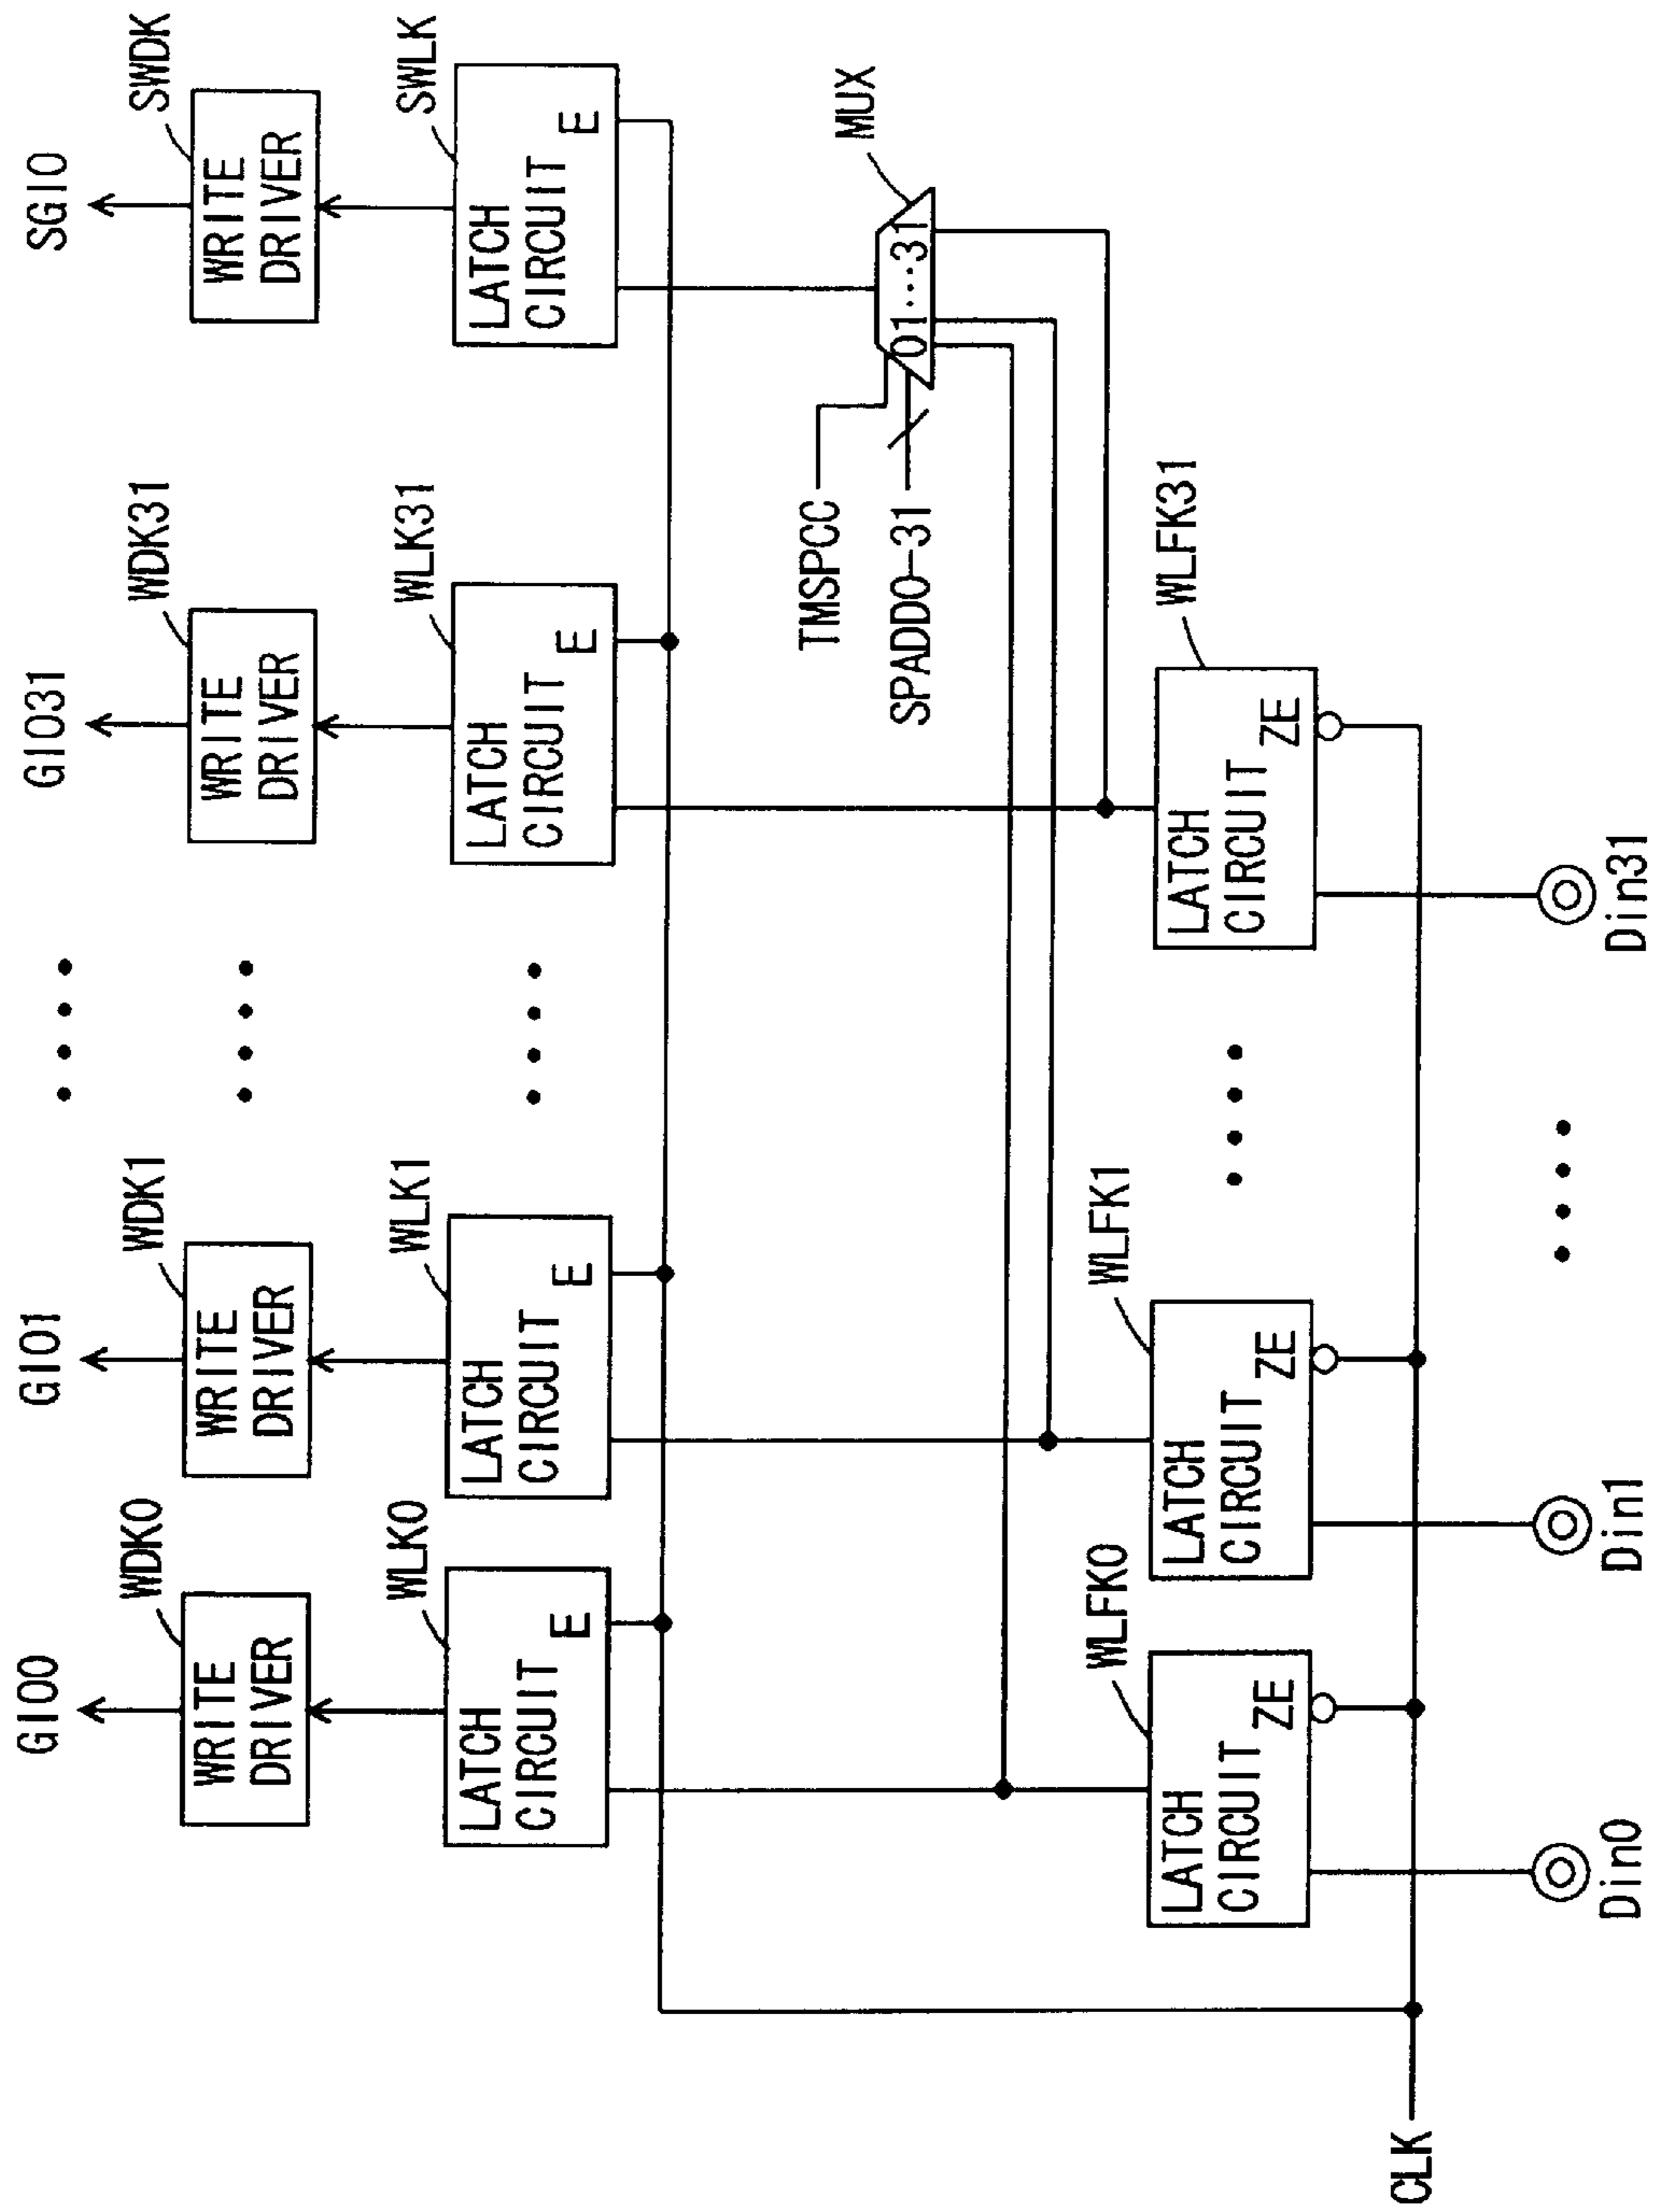 GIO0
GIO1
GIO31
SGIO
WDK0
WDK1
WDK31
SWDK
WRITE
DRIVER
WRITE
DRIVER
WRITE
DRIVER
WRITE
DRIVER
WLK0
WLK1
WLK31
SWLK
LATCH
CIRCUIT
E
LATCH
CIRCUIT
E
LATCH
CIRCUIT
E
LATCH
CIRCUIT
E
MUX
TMSPCC
01...31
SPADD0-31
WLFK0
WLFK1
WLFK31
LATCH
CIRCUIT
ZE
LATCH
CIRCUIT
ZE
LATCH
CIRCUIT
ZE
CLK
Din0
Din1
Din31